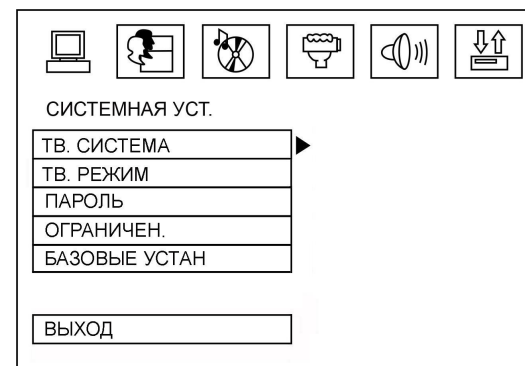 СИСТЕМНАЯ УСТ.
ТВ. СИСТЕМА
ТВ. РЕЖИМ
ПАРОЛЬ
ОГРАНИЧЕН.
БАЗОВЫЕ УСТАН
ВЫХОД